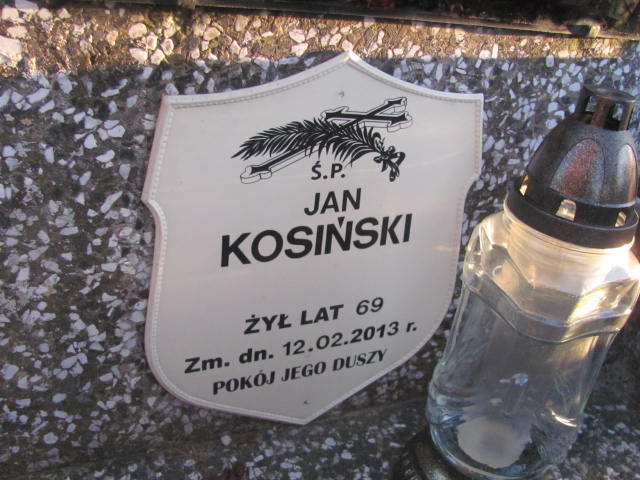 Ś.P.
JAN
KOSIŃSKI
ŻYŁ LAT 69
Zm. dn. 12.02.2013 r.
POKÓJ JEGO DUSZY